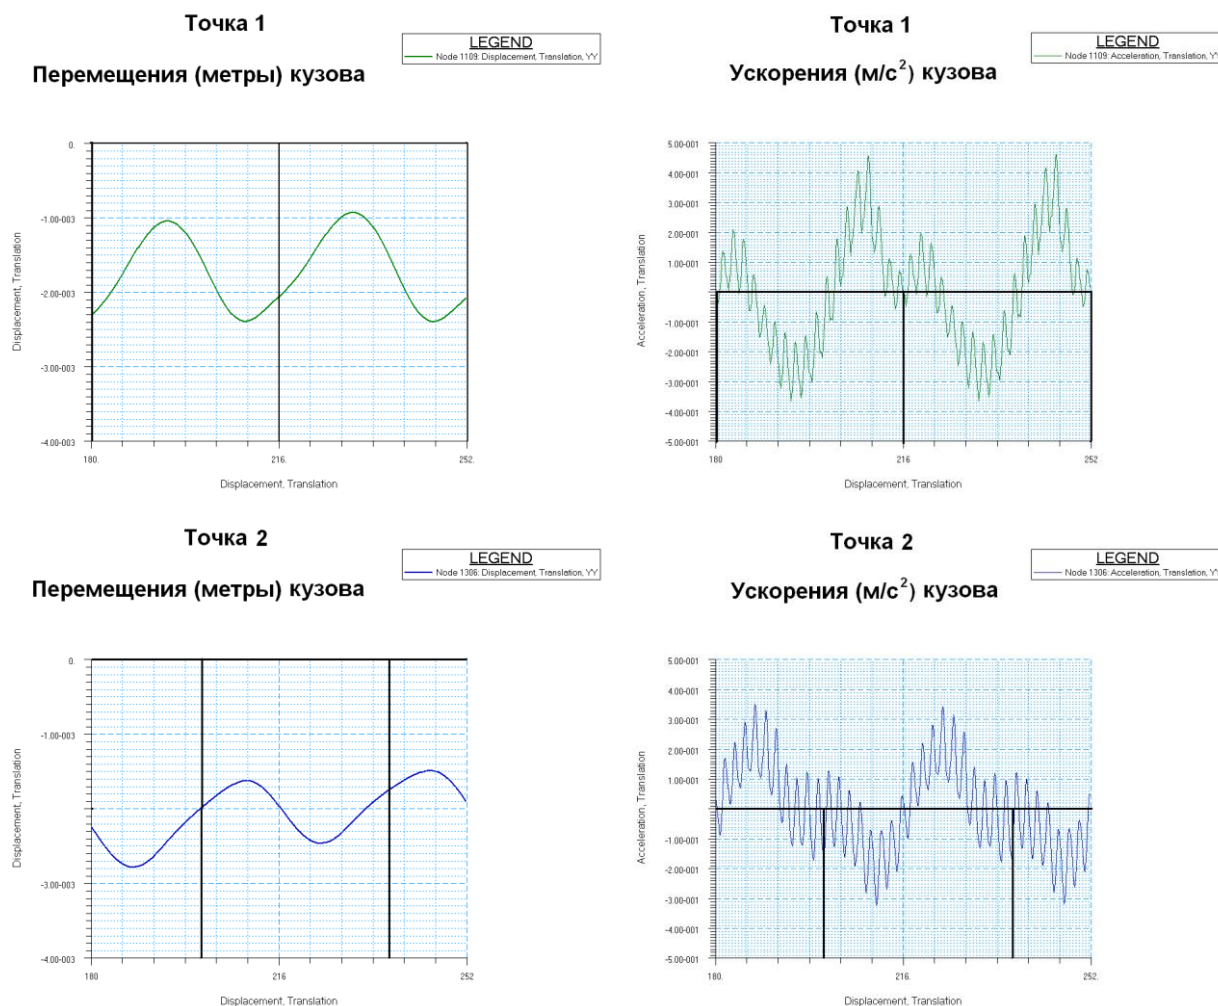 Точка 1
LEGEND
Node 1109: Displacement, Translation, YY
Перемещения (метры) кузова
0.
-1.00-003
-2.00-003
-3.00-003
-4.00-003
Displacement, Translation
180.
216.
252.
Displacement, Translation
Точка 1
LEGEND
Node 1109: Acceleration, Translation, YY
Ускорения (м/с²) кузова
5.00-001
4.00-001
3.00-001
2.00-001
1.00-001
-1.00-001
-2.00-001
-3.00-001
-4.00-001
-5.00-001
Acceleration, Translation
180
216
252
Displacement, Translation
Точка 2
LEGEND
Node 1306: Displacement, Translation, YY
Перемещения (метры) кузова
0.
-1.00-003
-3.00-003
-4.00-003
Displacement, Translation
180.
216
252.
Displacement, Translation
Точка 2
LEGEND
Node 1306: Acceleration, Translation, YY
Ускорения (м/с²) кузова
5.00-001
4.00-001
3.00-001
2.00-001
1.00-001
-1.00-001
-2.00-001
-3.00-001
-4.00-001
-5.00-001
Acceleration, Translation
180
216
252.
Displacement, Translation